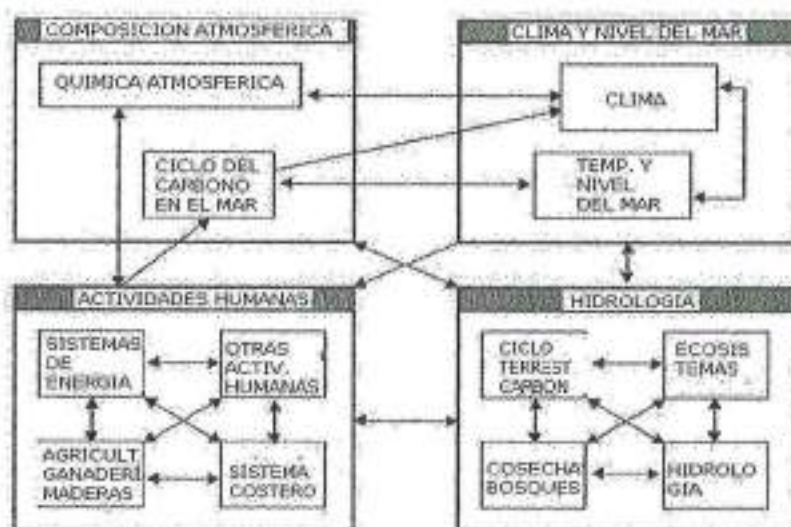 COMPOSICION ATMOSFERICA
QUIMICA ATMOSFERICA
CICLO DEL
CARBONO
EN EL MAR
CLIMA Y NIVEL DEL MAR
CLIMA
TEMP. Y
NIVEL
DEL MAR
ACTIVIDADES HUMANAS
SISTEMAS
DE
ENERGIA
OTRAS
ACTIV.
HUMANAS
AGRICULT.
GANADERI
MADERAS
SISTEMA
COSTERO
HIDROLOGIA
CICLO
TERREST
CARBON
ECOSIS
TEMAS
COSECHA
BOSQUES
HIDROLO
GIA